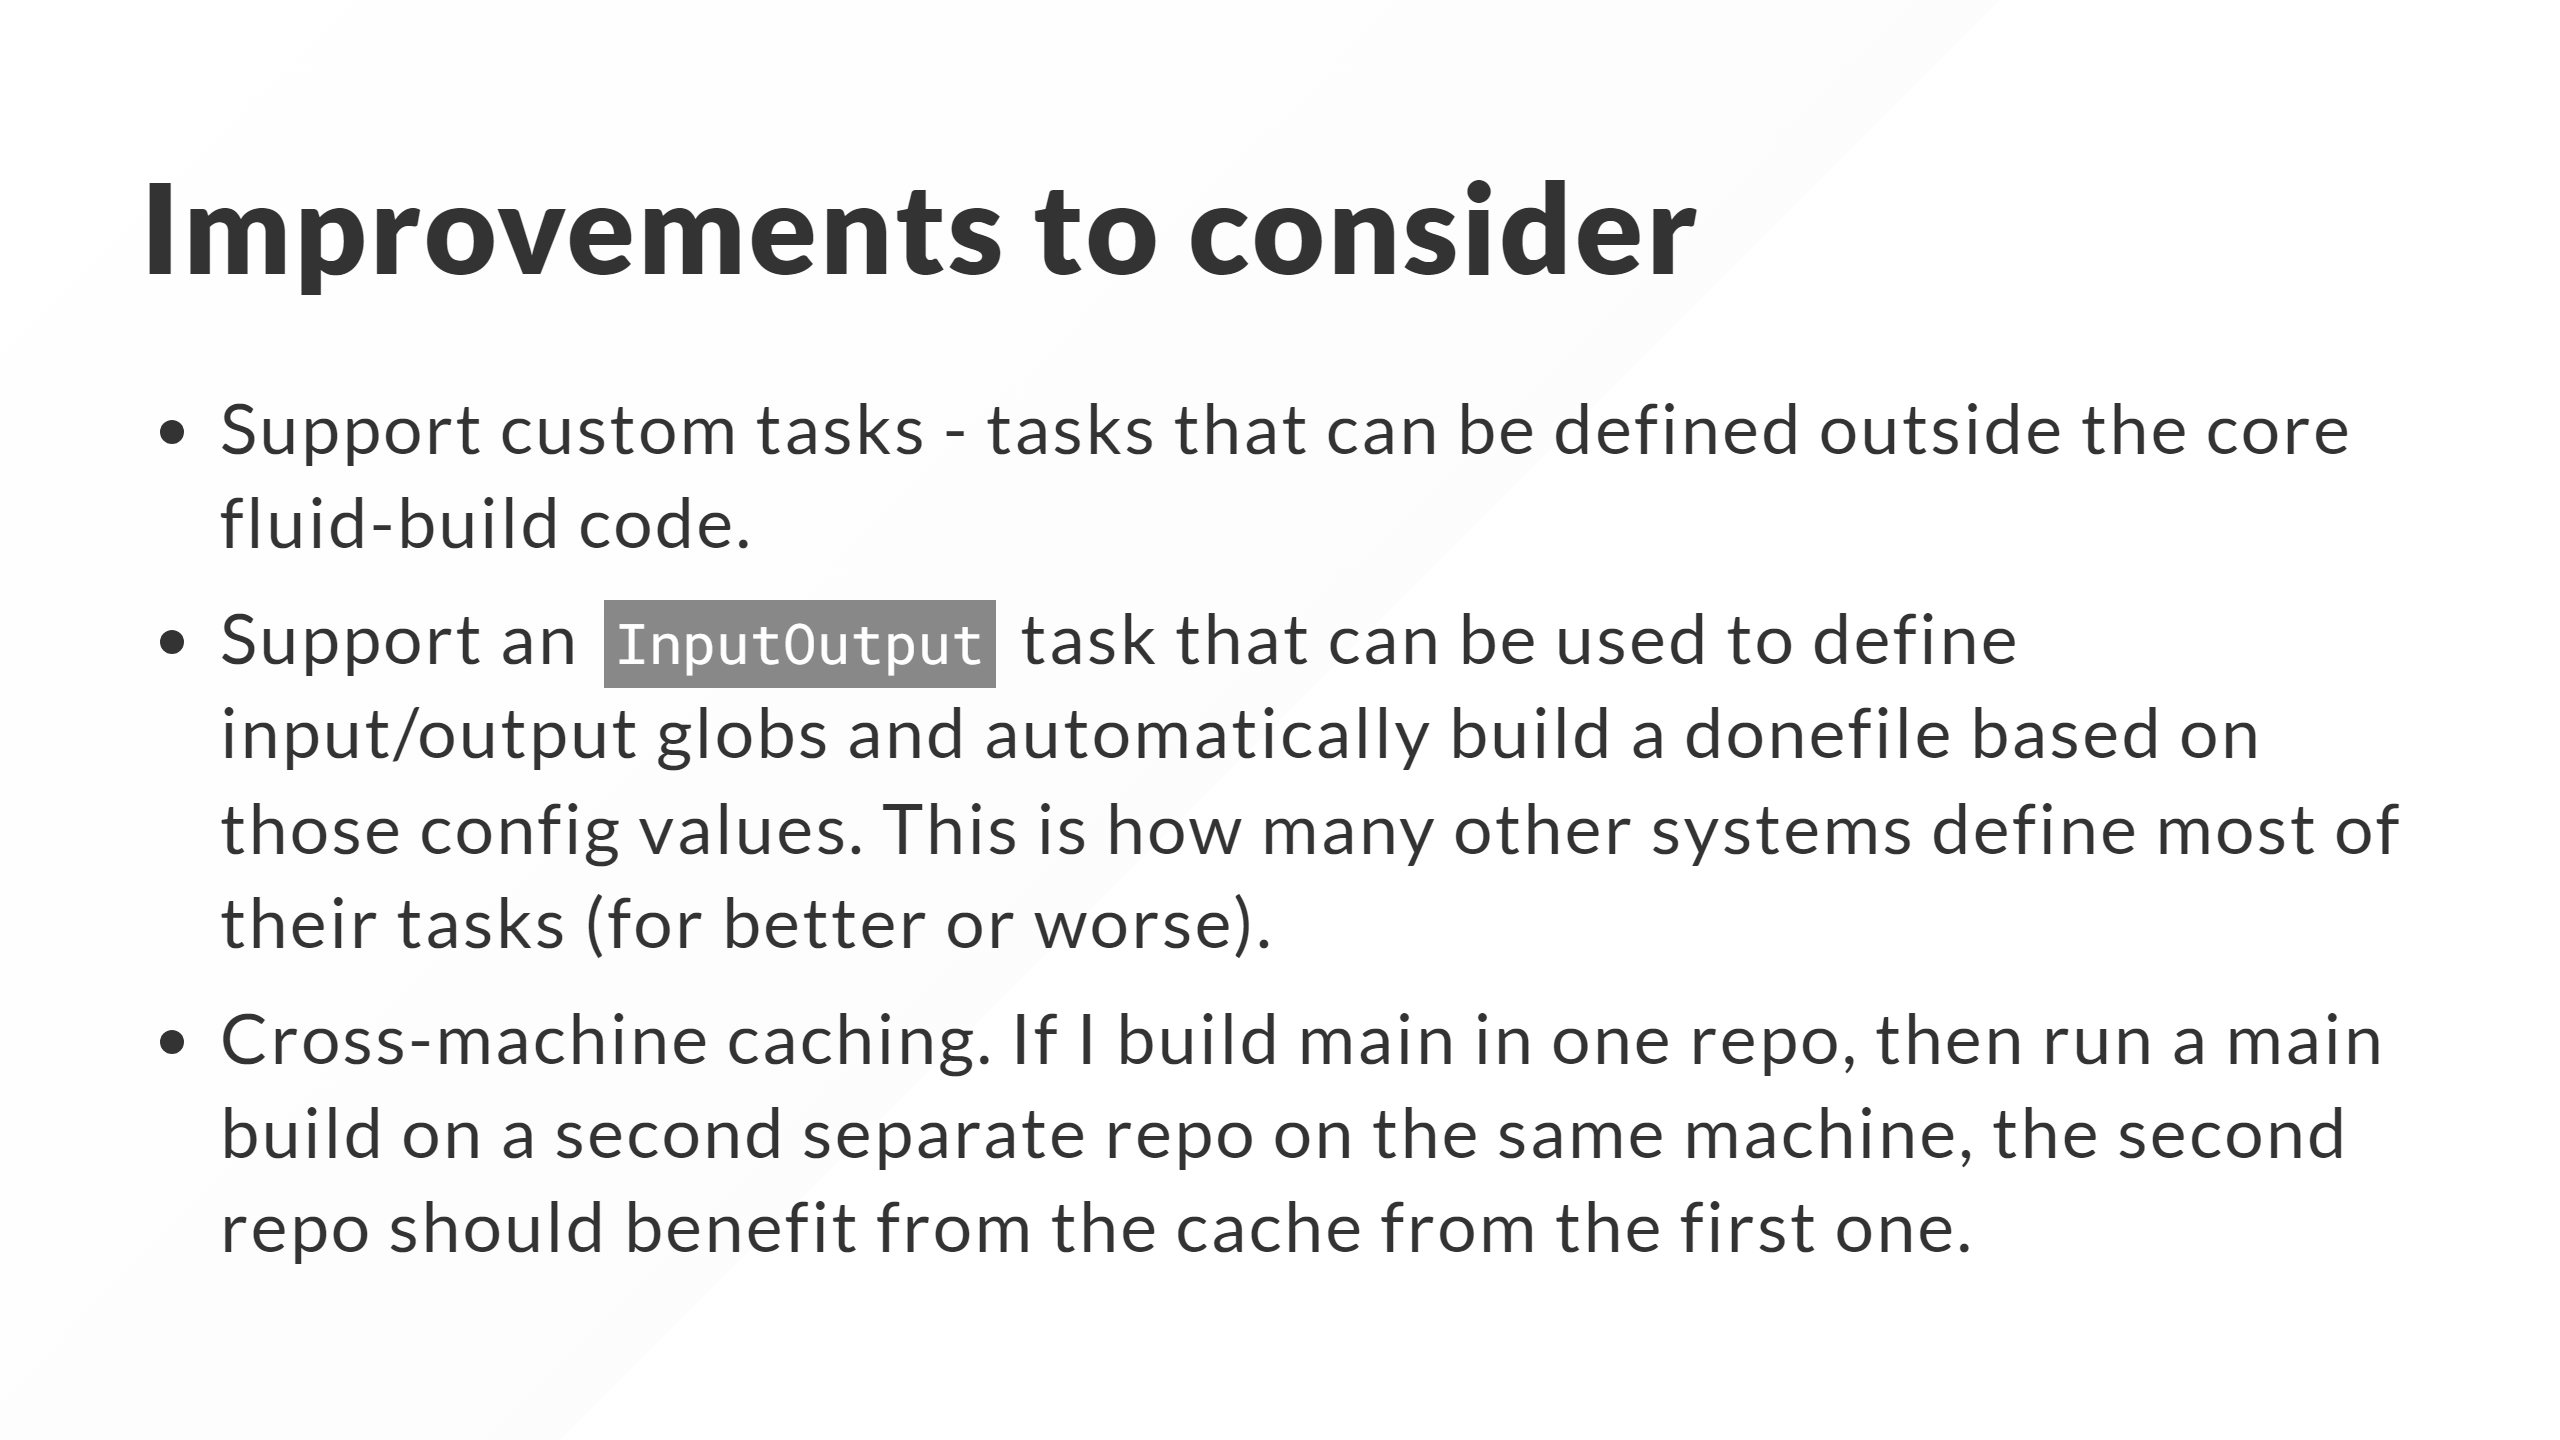 Improvements to consider
• Support custom tasks - tasks that can be defined outside the core
fluid-build code.
• Support an InputOutput task that can be used to define
input/output globs and automatically build a donefile based on
those config values. This is how many other systems define most of
their tasks (for better or worse).
• Cross-machine caching. If I build main in one repo, then run a main
build on a second separate repo on the same machine, the second
repo should benefit from the cache from the first one.